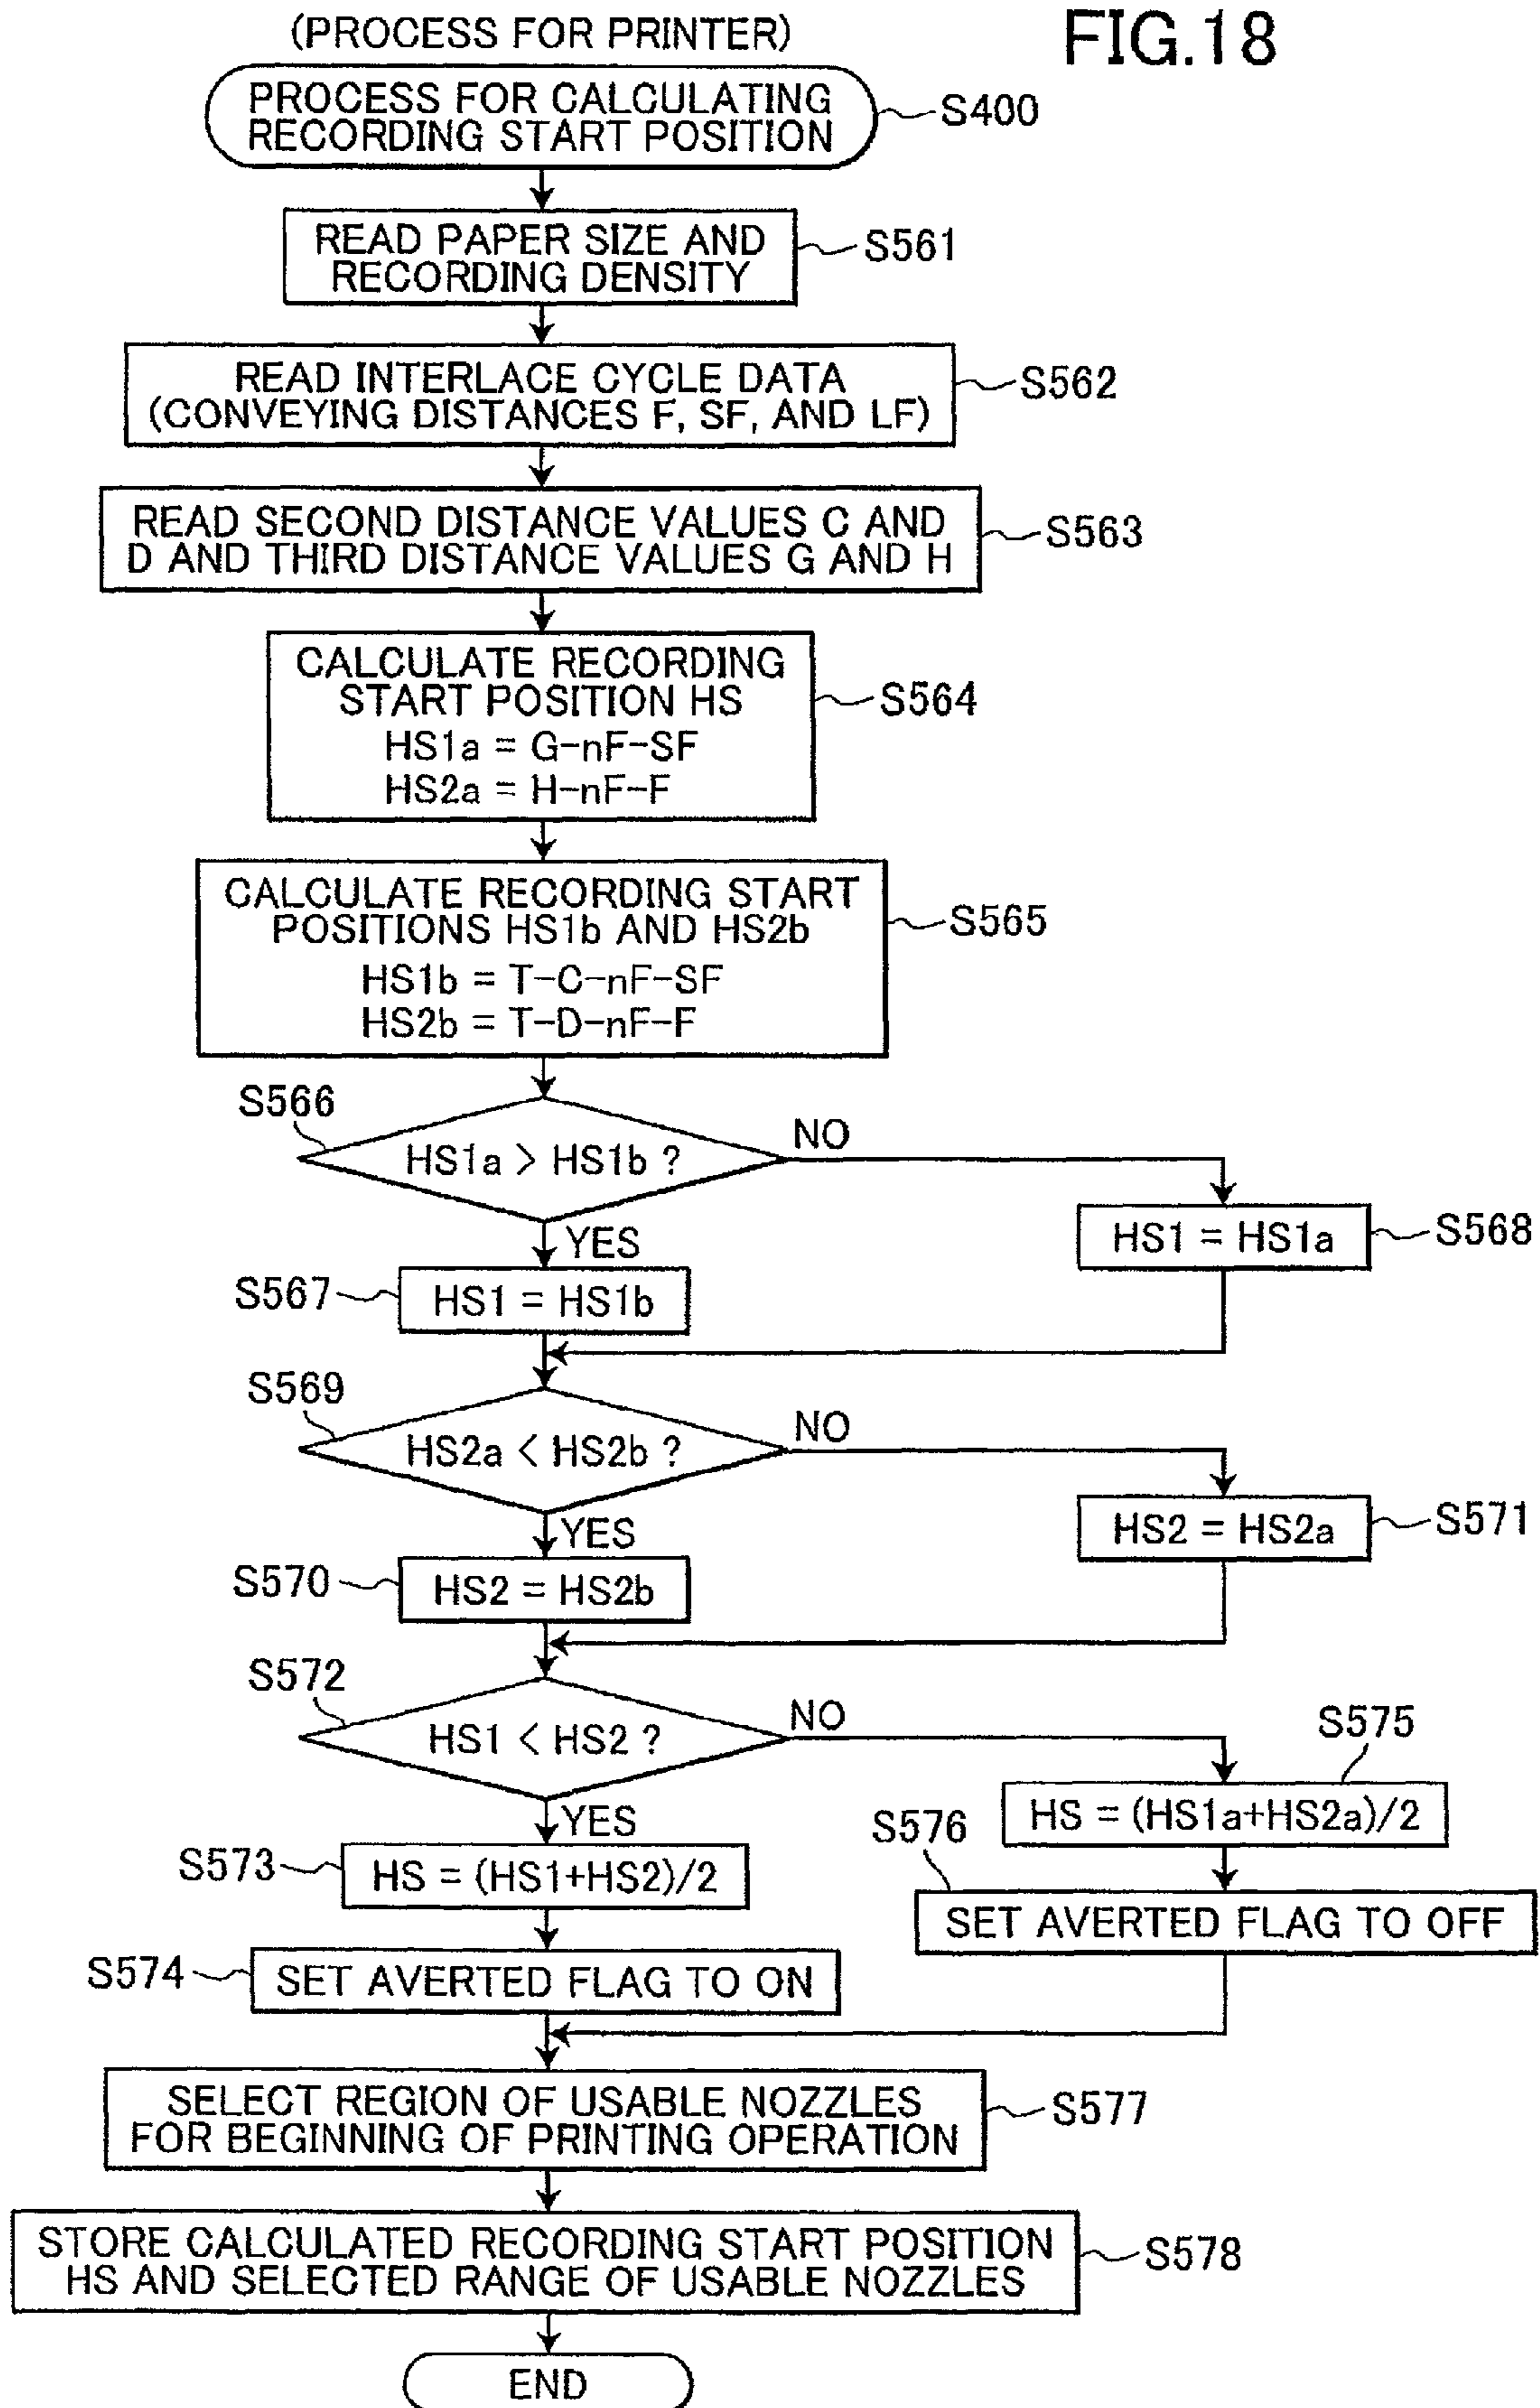 (PROCESS FOR PRINTER)
FIG.18
PROCESS FOR CALCULATING
RECORDING START POSITION
S400
READ PAPER SIZE AND
RECORDING DENSITY
S561
READ INTERLACE CYCLE DATA
(CONVEYING DISTANCES F, SF, AND LF)
S562
READ SECOND DISTANCE VALUES C AND
D AND THIRD DISTANCE VALUES G AND H
S563
CALCULATE RECORDING
START POSITION HS
HS1a = G-nF-SF
HS2a = H-nF-F
S564
CALCULATE RECORDING START
POSITIONS HS1b AND HS2b
HS1b = T-C-nF-SF
HS2b = T-D-nF-F
S565
S566
HS1a > HS1b ?
NO
YES
HS1 = HS1a
S568
S567
HS1 = HS1b
S569
HS2a < HS2b ?
NO
YES
HS2 = HS2a
S571
S570
HS2 = HS2b
S572
HS1 < HS2 ?
NO
YES
S575
HS = (HS1a+HS2a)/2
S573
HS = (HS1+HS2)/2
S576
SET AVERTED FLAG TO OFF
S574
SET AVERTED FLAG TO ON
SELECT REGION OF USABLE NOZZLES
FOR BEGINNING OF PRINTING OPERATION
S577
STORE CALCULATED RECORDING START POSITION
HS AND SELECTED RANGE OF USABLE NOZZLES
S578
END